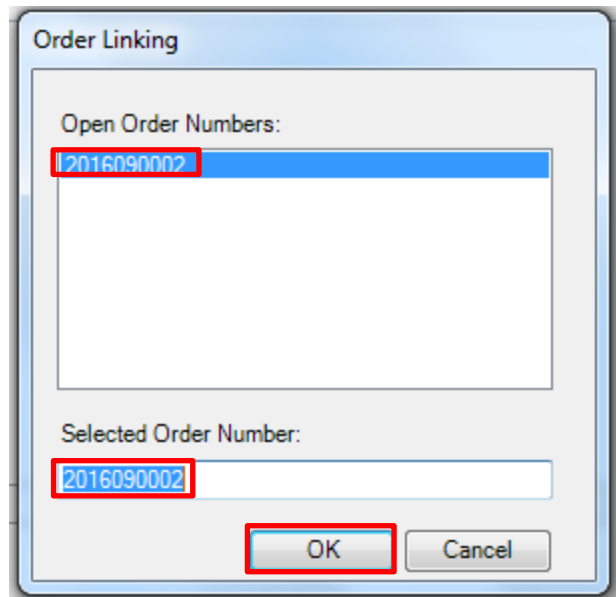 Order Linking
Open Order Numbers:
2016090002
Selected Order Number:
2016090002
OK
Cancel